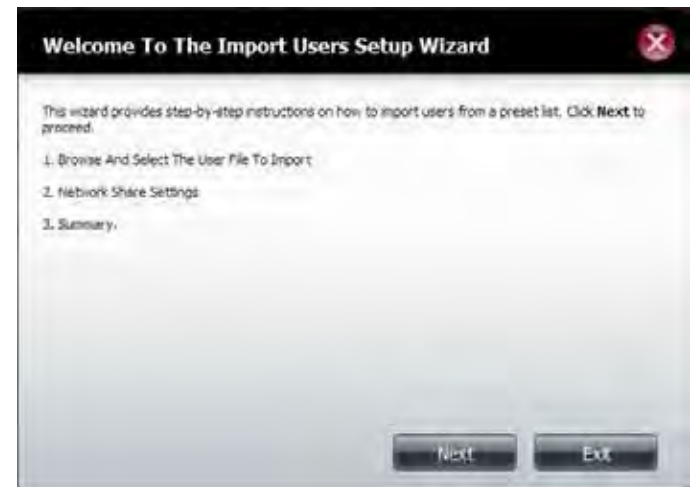 Welcome To The Import Users Setup Wizard
This wizard provides step-by-step instructions on how to import users from a preset list. Click Next to
proceed.
1. Browse And Select The User File To Import
2. Network Share Settings
3. Summary.
Next
Exit